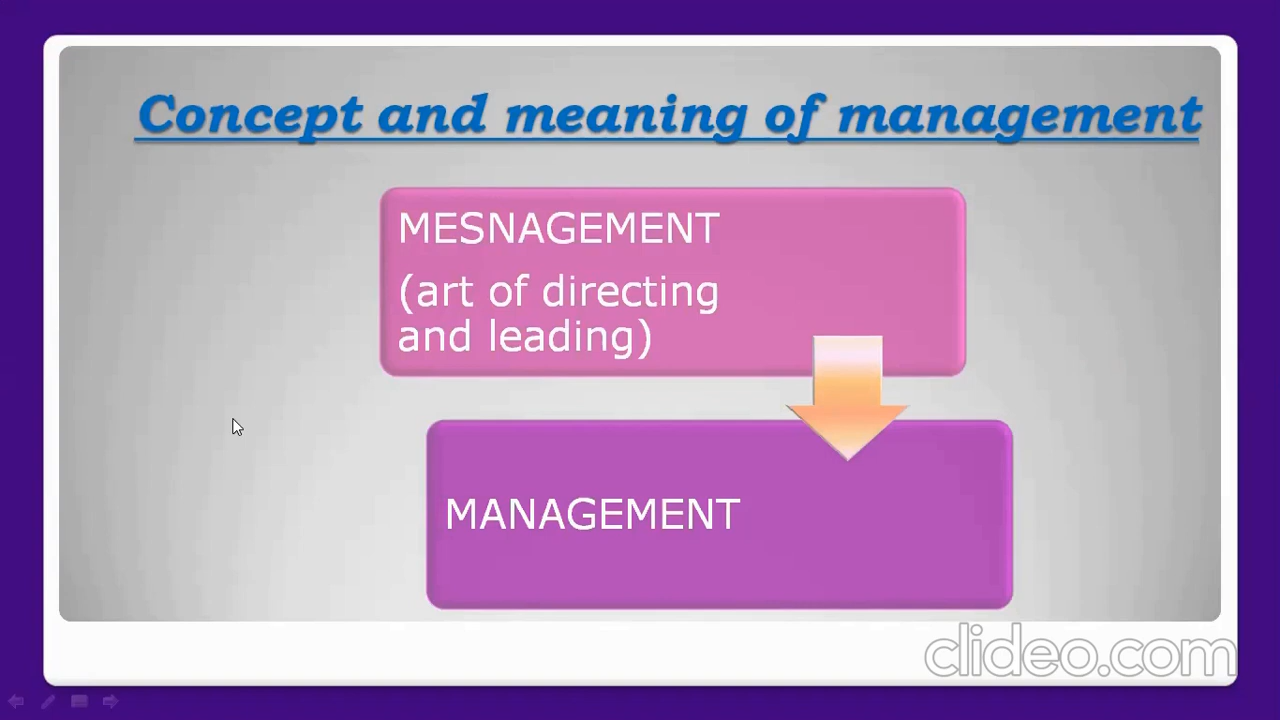 Concept and meaning of management
MESNAGEMENT
(art of directing
and leading)
MANAGEMENT
clideo.com